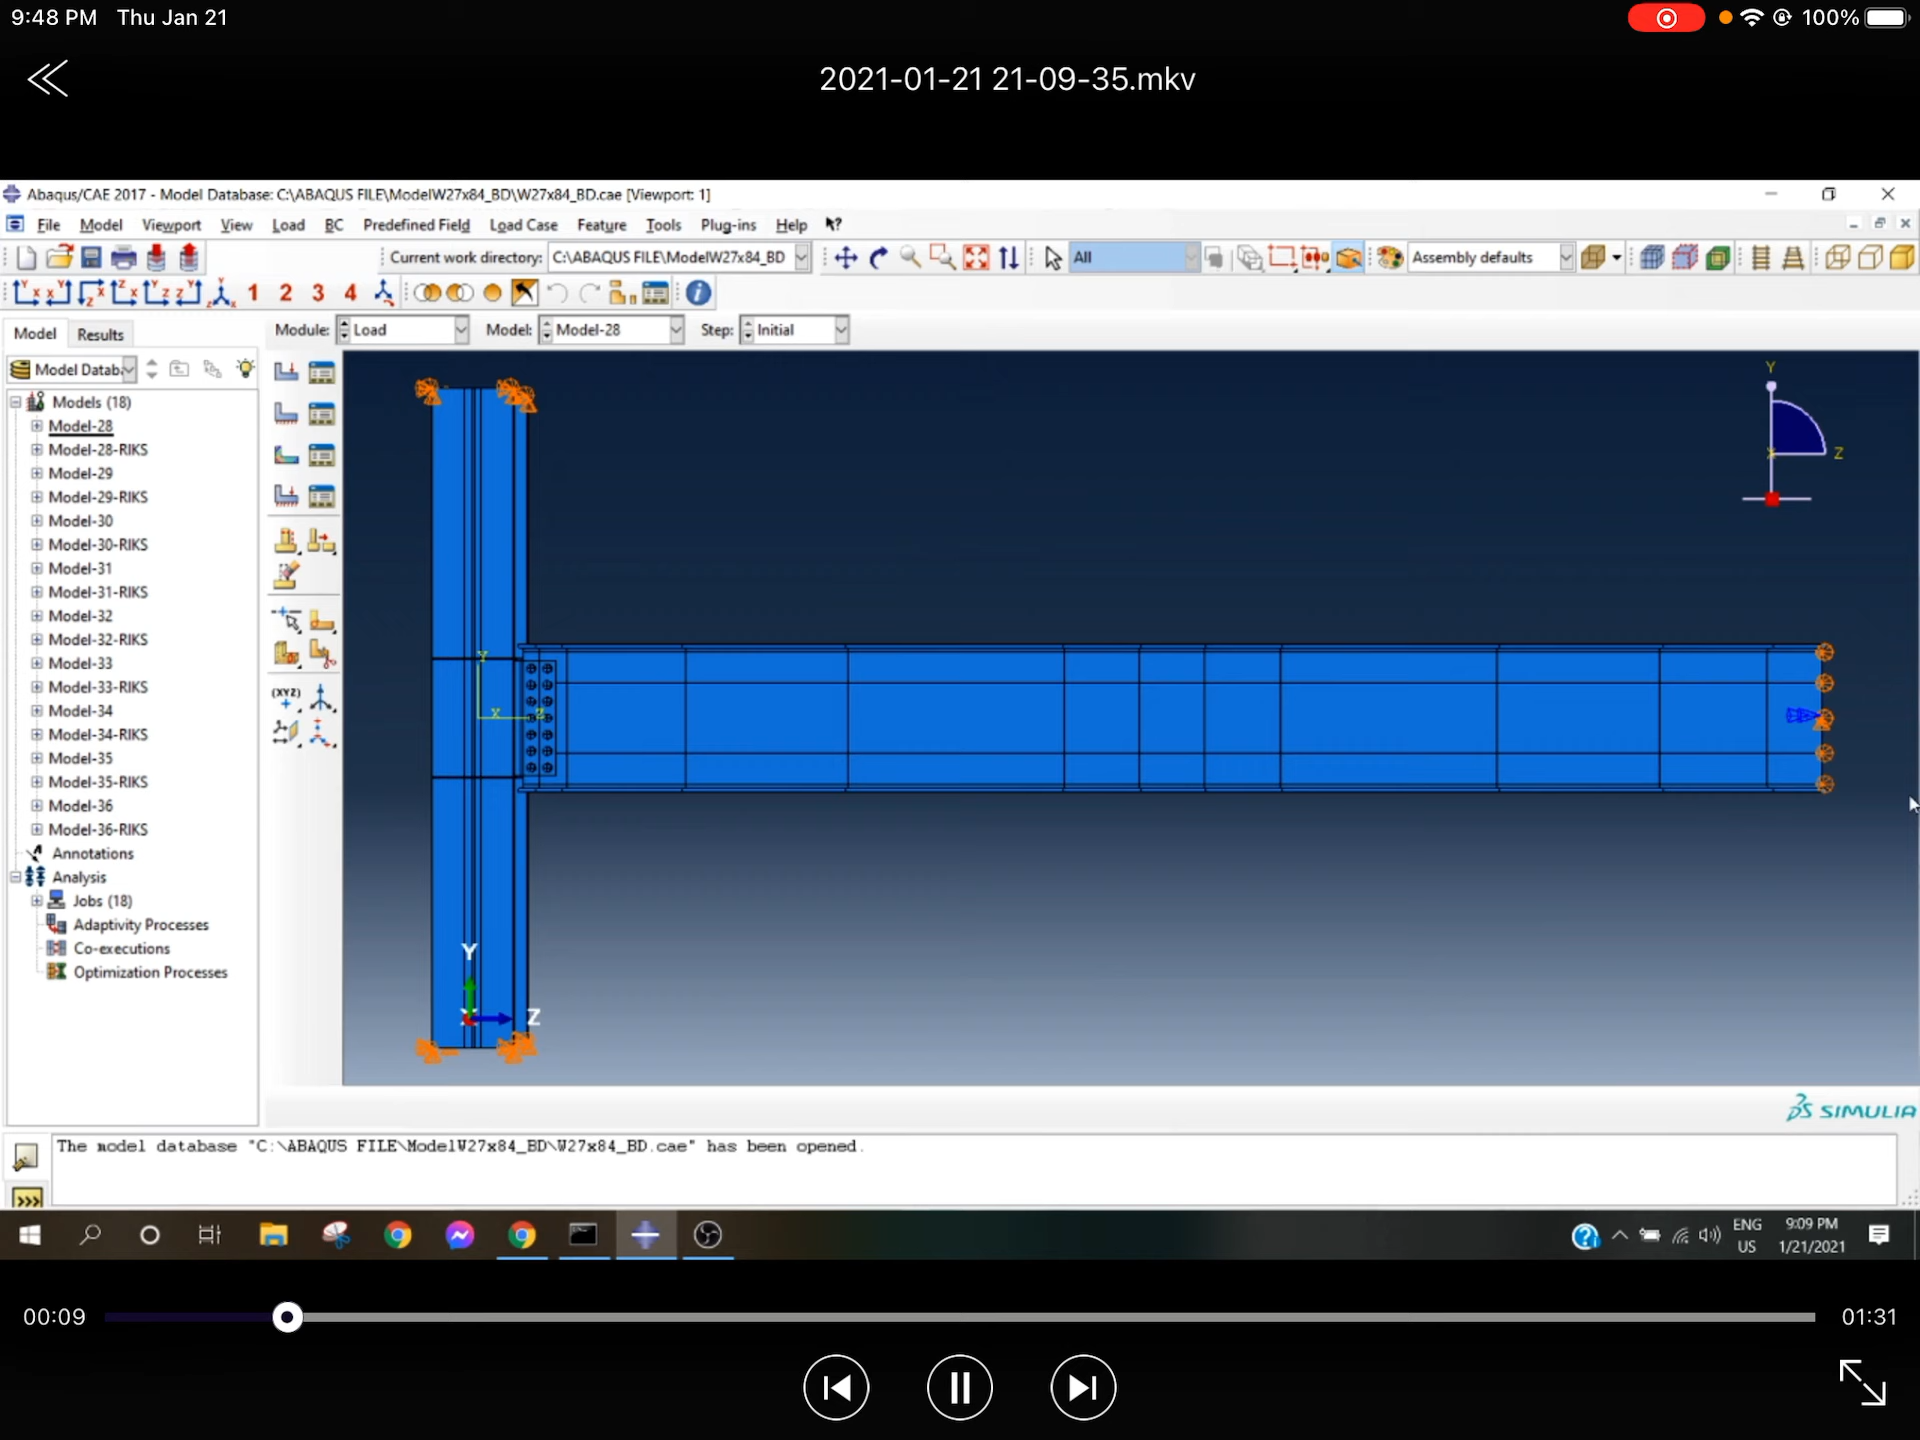 9:48 PM Thu Jan 21
100%
2021-01-21 21-09-35.mkv
Abaqus/CAE 2017 - Model Database: C:\ABAQUS FILE\ModelW27x84_BD\W27x84_BD.cae [Viewport: 1]
File Model Viewport View Load BC Predefined Field Load Case Feature Tools Plug-ins Help
Current work directory: C:\ABAQUS FILE\ModelW27x84_BD All Assembly defaults
1 2 3 4
Model Results Module: Load Model: Model-28 Step: Initial
Model Datab
Models (18)
Model-28
Model-28-RIKS
Model-29
Model-29-RIKS
Model-30
Model-30-RIKS
Model-31
Model-31-RIKS
Model-32
Model-32-RIKS
Model-33
Model-33-RIKS
Model-34
Model-34-RIKS
Model-35
Model-35-RIKS
Model-36
Model-36-RIKS
Annotations
Analysis
Jobs (18)
Adaptivity Processes
Co-executions
Optimization Processes
(XYZ)
Y
Z
Y
X
Y
Z
X
SIMULIA
The model database "C:\ABAQUS FILE\ModelW27x84_BD\W27x84_BD.cae" has been opened.
>>>
ENG
US
9:09 PM
1/21/2021
00:09
01:31